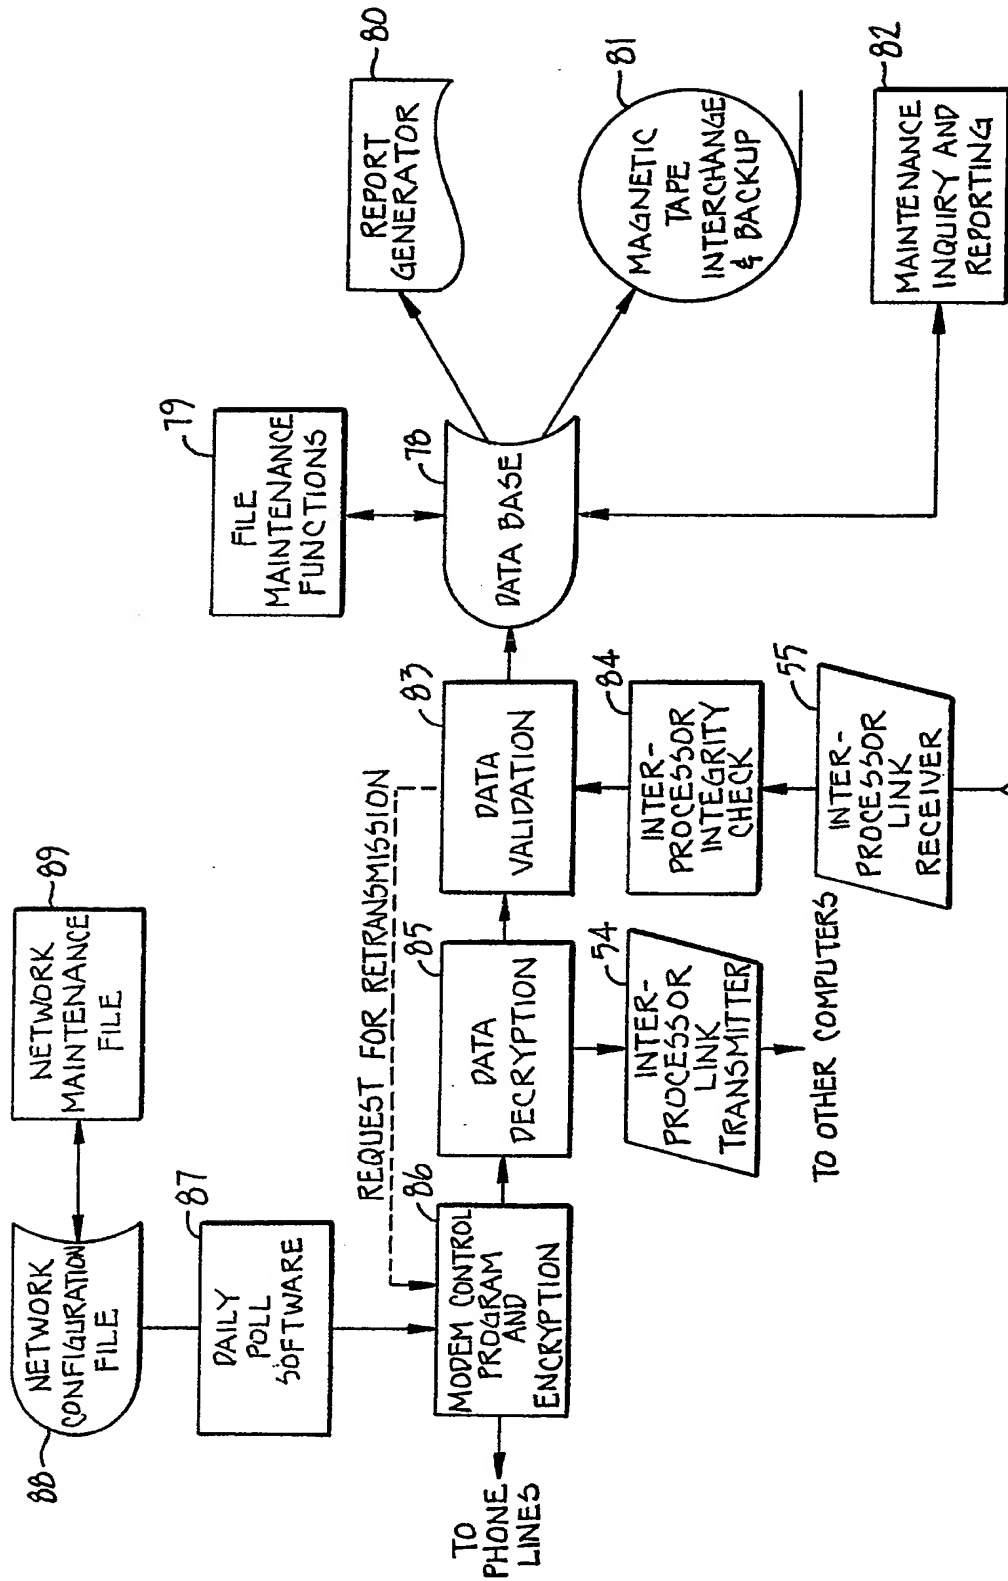 88
NETWORK
CONFIGURATION
FILE
NETWORK
MAINTENANCE
FILE
89
87
DAILY
POLL
SOFTWARE
79
FILE
MAINTENANCE
FUNCTIONS
80
REPORT
GENERATOR
REQUEST FOR RETRANSMISSION
TO
PHONE
LINES
86
MODEM CONTROL
PROGRAM
AND
ENCRYPTION
85
DATA
DECRYPTION
83
DATA
VALIDATION
78
DATA BASE
81
MAGNETIC
TAPE
INTERCHANGE
& BACKUP
54
INTER-
PROCESSOR
LINK
TRANSMITTER
TO OTHER COMPUTERS
84
INTER-
PROCESSOR
INTEGRITY
CHECK
55
INTER-
PROCESSOR
LINK
RECEIVER
82
MAINTENANCE
INQUIRY AND
REPORTING